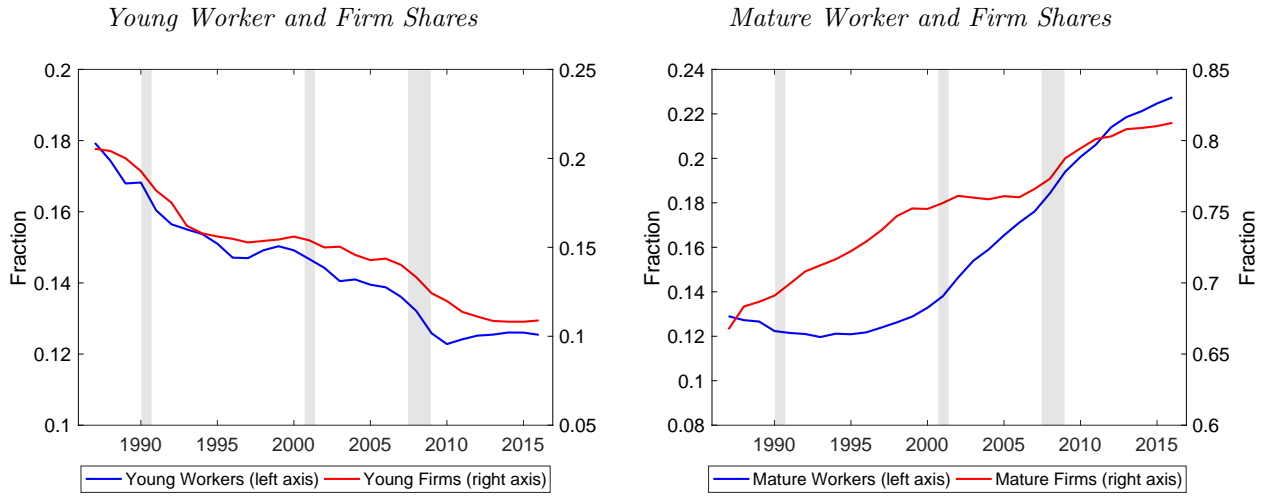 Young Worker and Firm Shares
0.2
0.18
0.16
0.14
0.12
0.1
Fraction
0.25
0.2
0.15
0.1
0.05
1990 1995 2000 2005 2010 2015
Young Workers (left axis) Young Firms (right axis)
Mature Worker and Firm Shares
0.24
0.22
0.2
0.18
0.16
0.14
0.12
0.1
0.08
Fraction
0.85
0.8
0.75
0.7
0.65
0.6
Fraction
1990 1995 2000 2005 2010 2015
Mature Workers (left axis) Mature Firms (right axis)